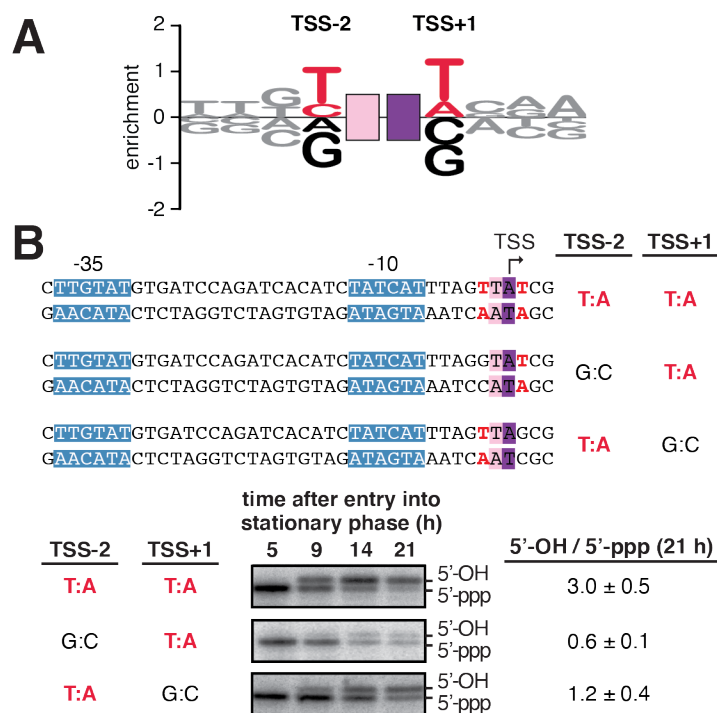 A
TSS-2 TSS+1
enrichment
2
1
0
-1
-2
T T G T T C A A
C A
A C
C G G A
B
-35 -10 TSS TSS-2 TSS+1
CTTGTATGTGATCCAGATCACATCTATCATTTAGTTATCG
T:A T:A
GAACATACTCTAGGTCTAGTGTAGATAGTAAATCAATAGC
CTTGTATGTGATCCAGATCACATCTATCATTTAGGTATCG
G:C T:A
GAACATACTCTAGGTCTAGTGTAGATAGTAAATCCATAGC
CTTGTATGTGATCCAGATCACATCTATCATTTAGTTAGCG
T:A G:C
GAACATACTCTAGGTCTAGTGTAGATAGTAAATCAATCGC
time after entry into
stationary phase (h)
TSS-2 TSS+1 5 9 14 21 5'-OH / 5'-ppp (21 h)
T:A T:A 5'-OH 3.0 ± 0.5
5'-ppp
G:C T:A 5'-OH 0.6 ± 0.1
5'-ppp
T:A G:C 5'-OH 1.2 ± 0.4
5'-ppp